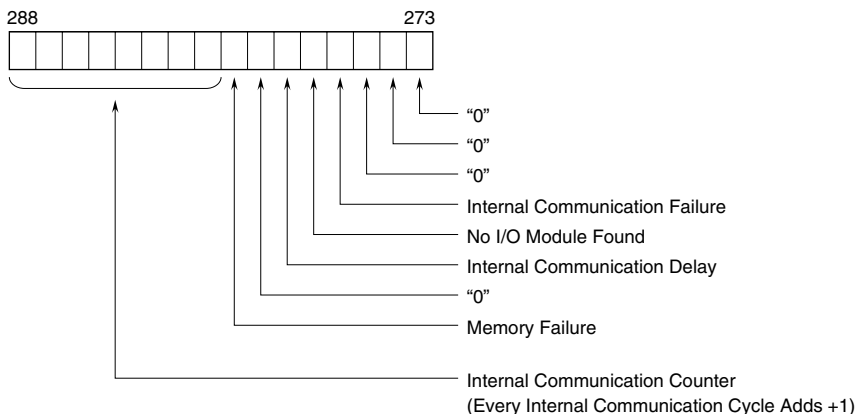 288 273
“0”
“0”
“0”
Internal Communication Failure
No I/O Module Found
Internal Communication Delay
“0”
Memory Failure
Internal Communication Counter
(Every Internal Communication Cycle Adds +1)